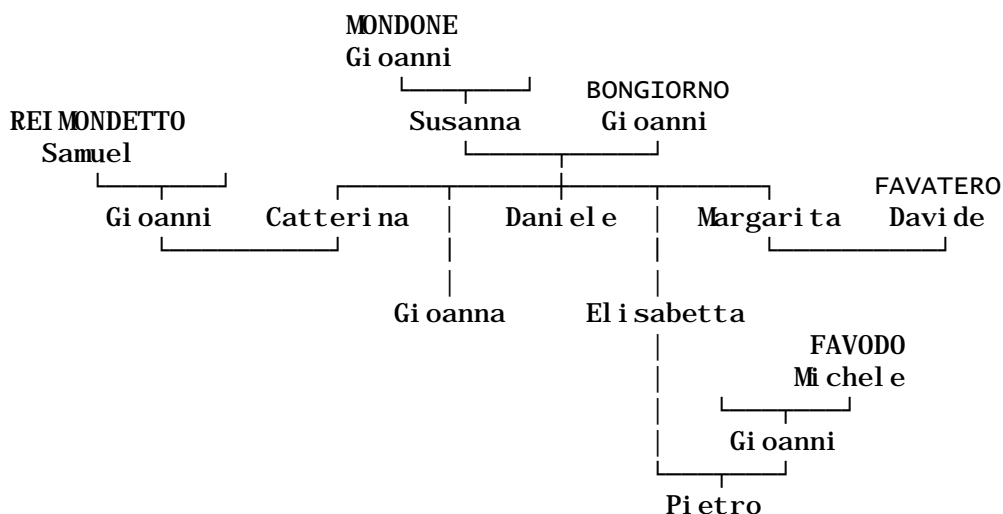 MONDONE
Gioanni
BONGIORNO
REIMONDETTO Susanna Gioanni
Samuel
FAVATERO
Gioanni Catterina Daniele Margarita Davide
Gioanna Elisabetta
FAVODO
Michele
Gioanni
Pietro